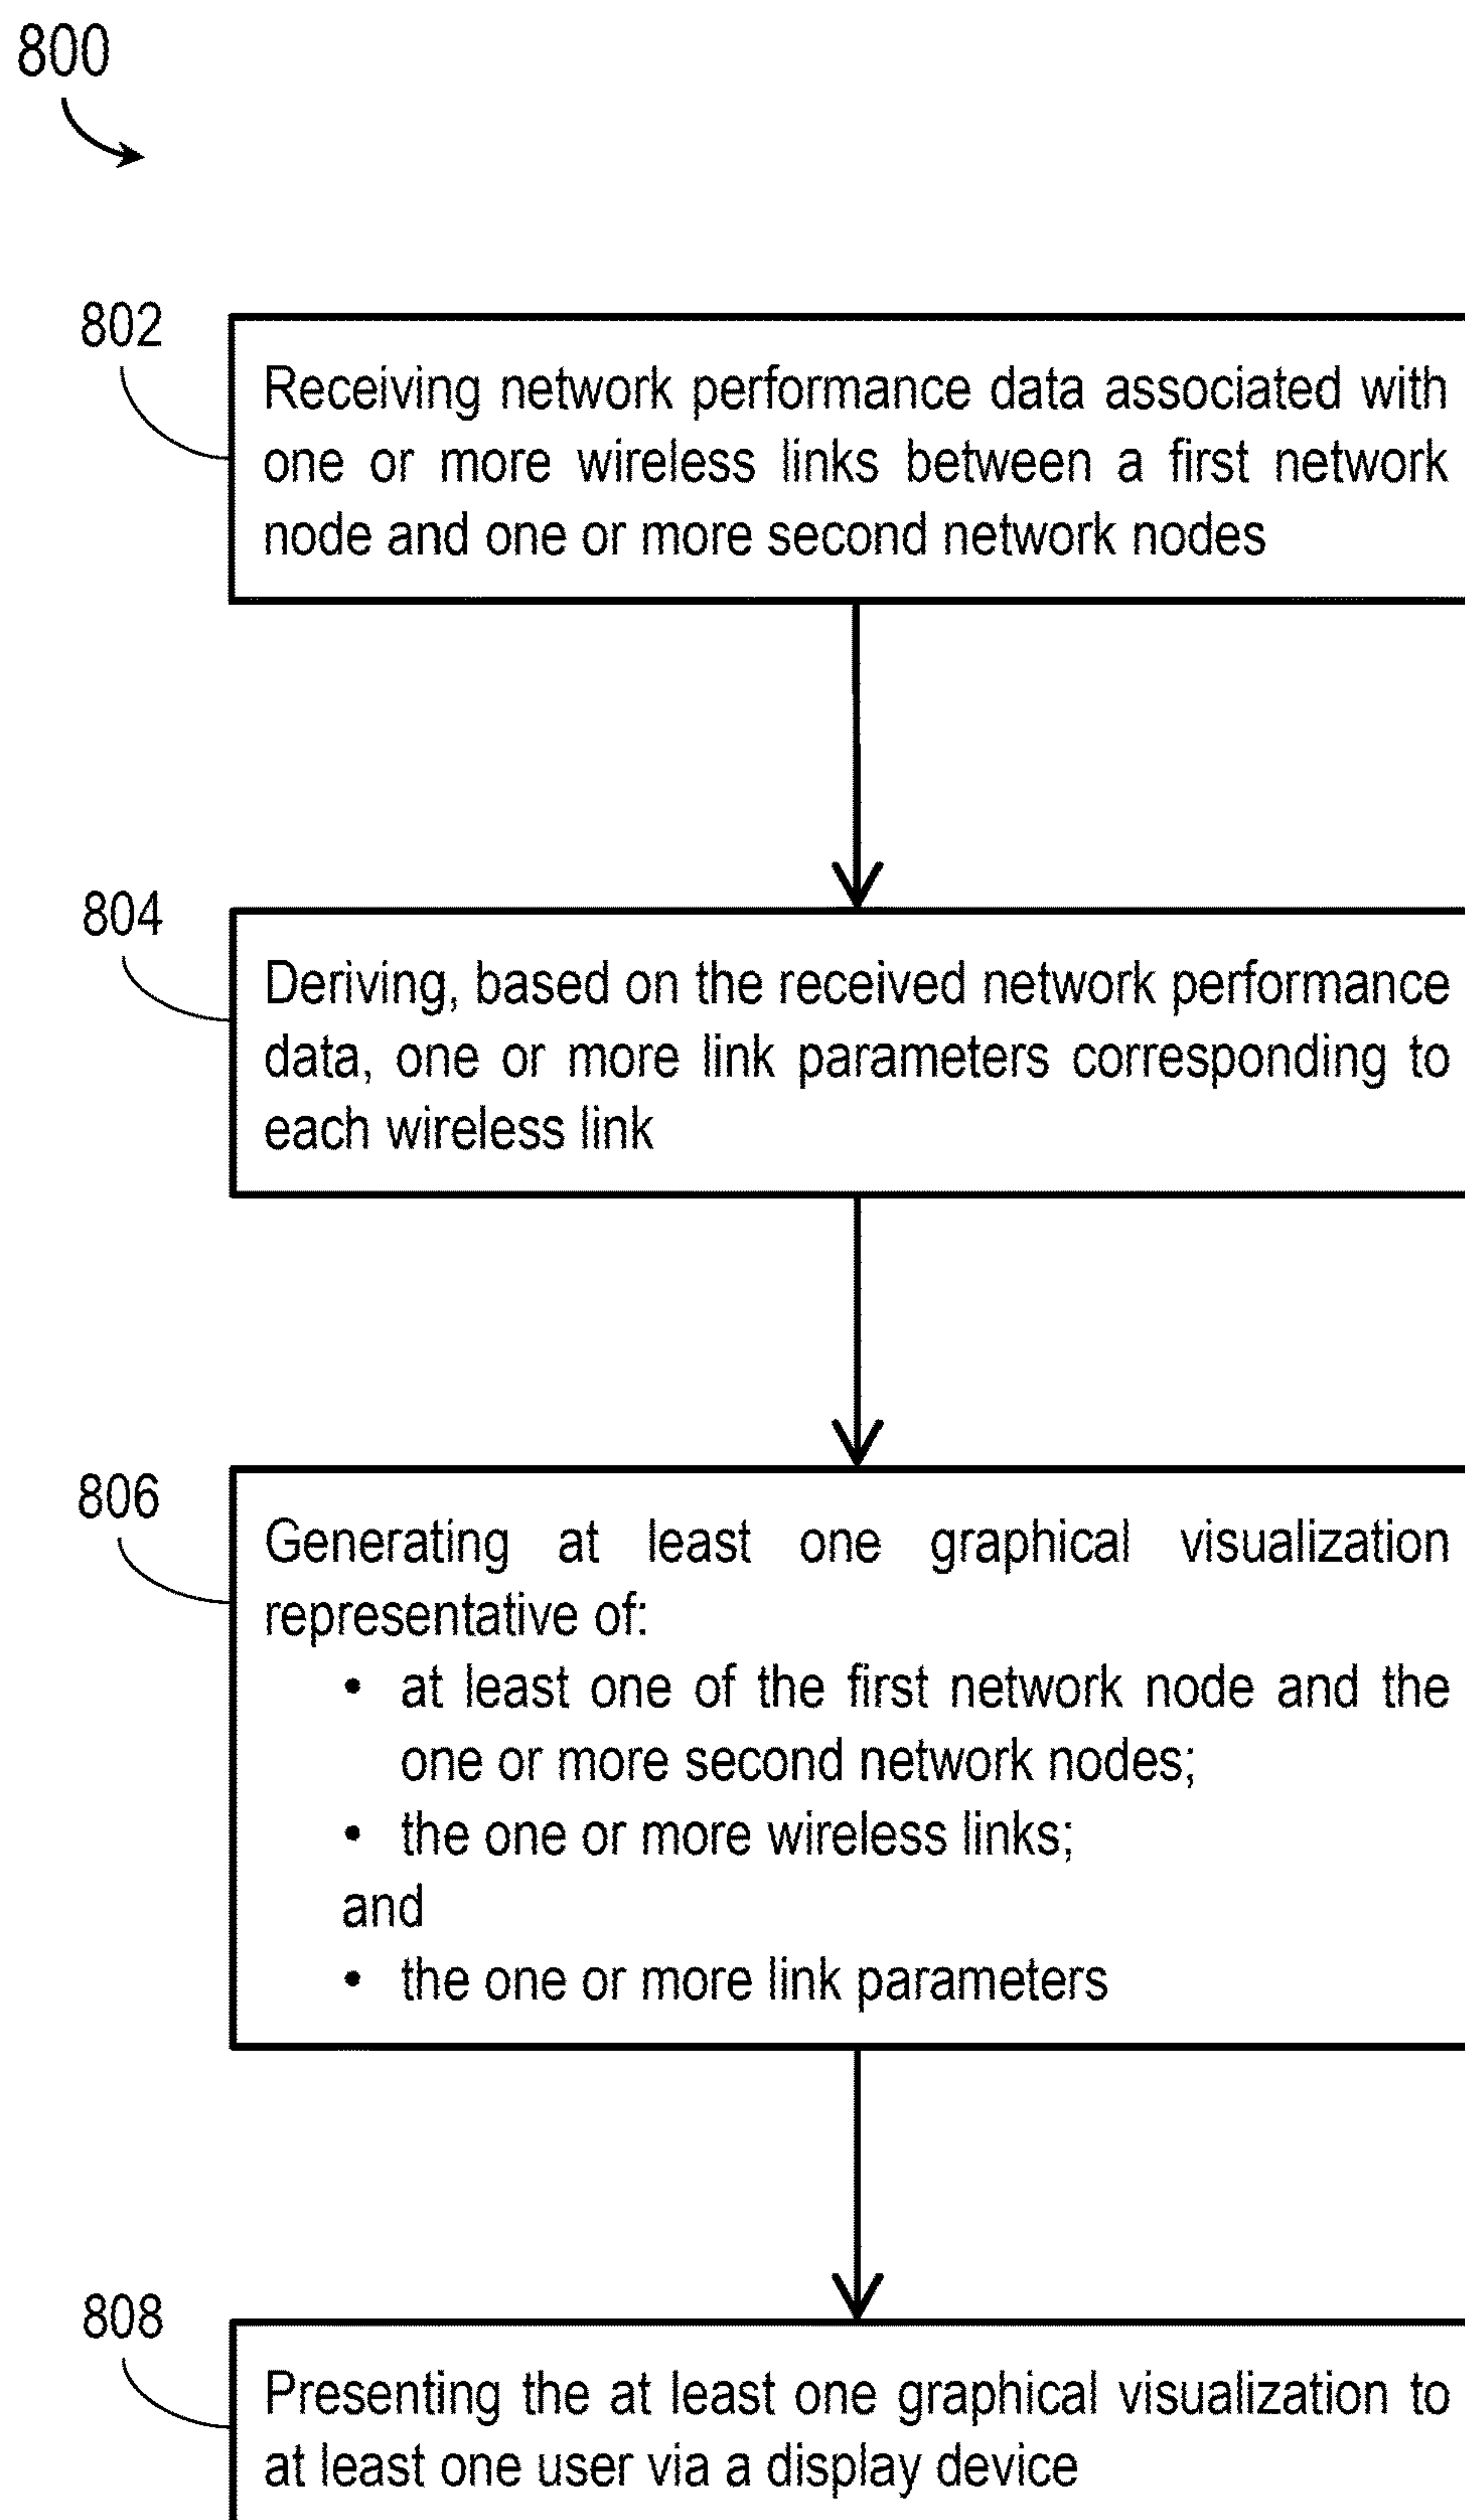 800
802
Receiving network performance data associated with
one or more wireless links between a first network
node and one or more second network nodes
804
Deriving, based on the received network performance
data, one or more link parameters corresponding to
each wireless link
806
Generating at least one graphical visualization
representative of:
• at least one of the first network node and the
one or more second network nodes;
• the one or more wireless links;
and
• the one or more link parameters
808
Presenting the at least one graphical visualization to
at least one user via a display device